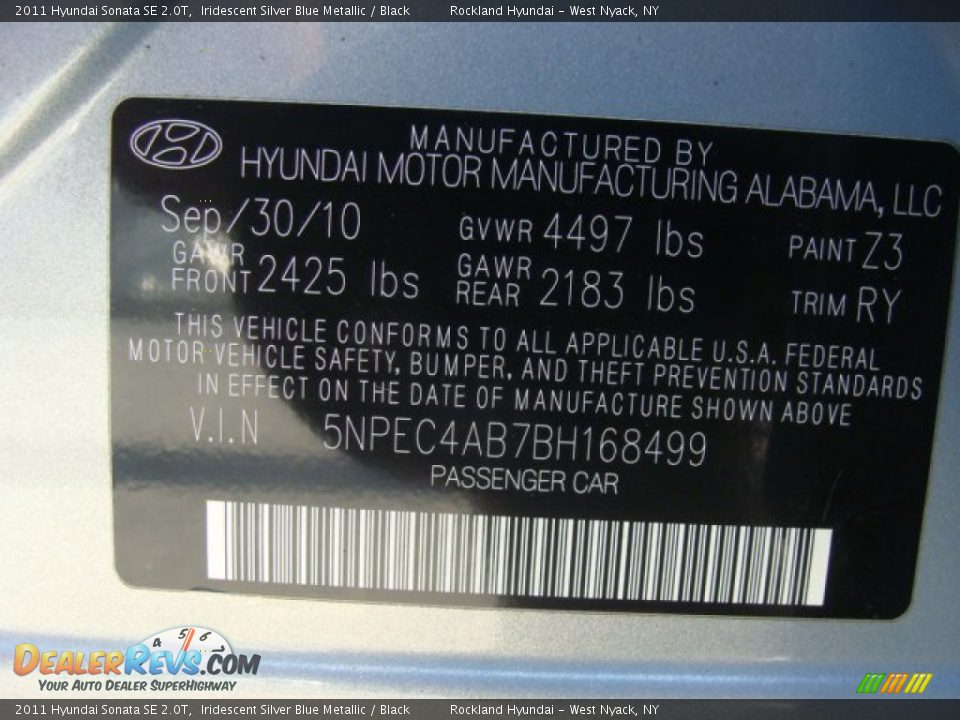 2011 Hyundai Sonata SE 2.0T, Iridescent Silver Blue Metallic / Black Rockland Hyundai - West Nyack, NY
MANUFACTURED BY
HYUNDAI MOTOR MANUFACTURING ALABAMA, LLC
Sep/30/10 GVWR 4497 lbs PAINT Z3
GAWR FRONT 2425 lbs GAWR REAR 2183 lbs TRIM RY
THIS VEHICLE CONFORMS TO ALL APPLICABLE U.S.A. FEDERAL
MOTOR VEHICLE SAFETY, BUMPER, AND THEFT PREVENTION STANDARDS
IN EFFECT ON THE DATE OF MANUFACTURE SHOWN ABOVE
V.I.N 5NPEC4AB7BH168499
PASSENGER CAR
4 5 6
DealerRevs.com
Your Auto Dealer SuperHighway
2011 Hyundai Sonata SE 2.0T, Iridescent Silver Blue Metallic / Black Rockland Hyundai - West Nyack, NY